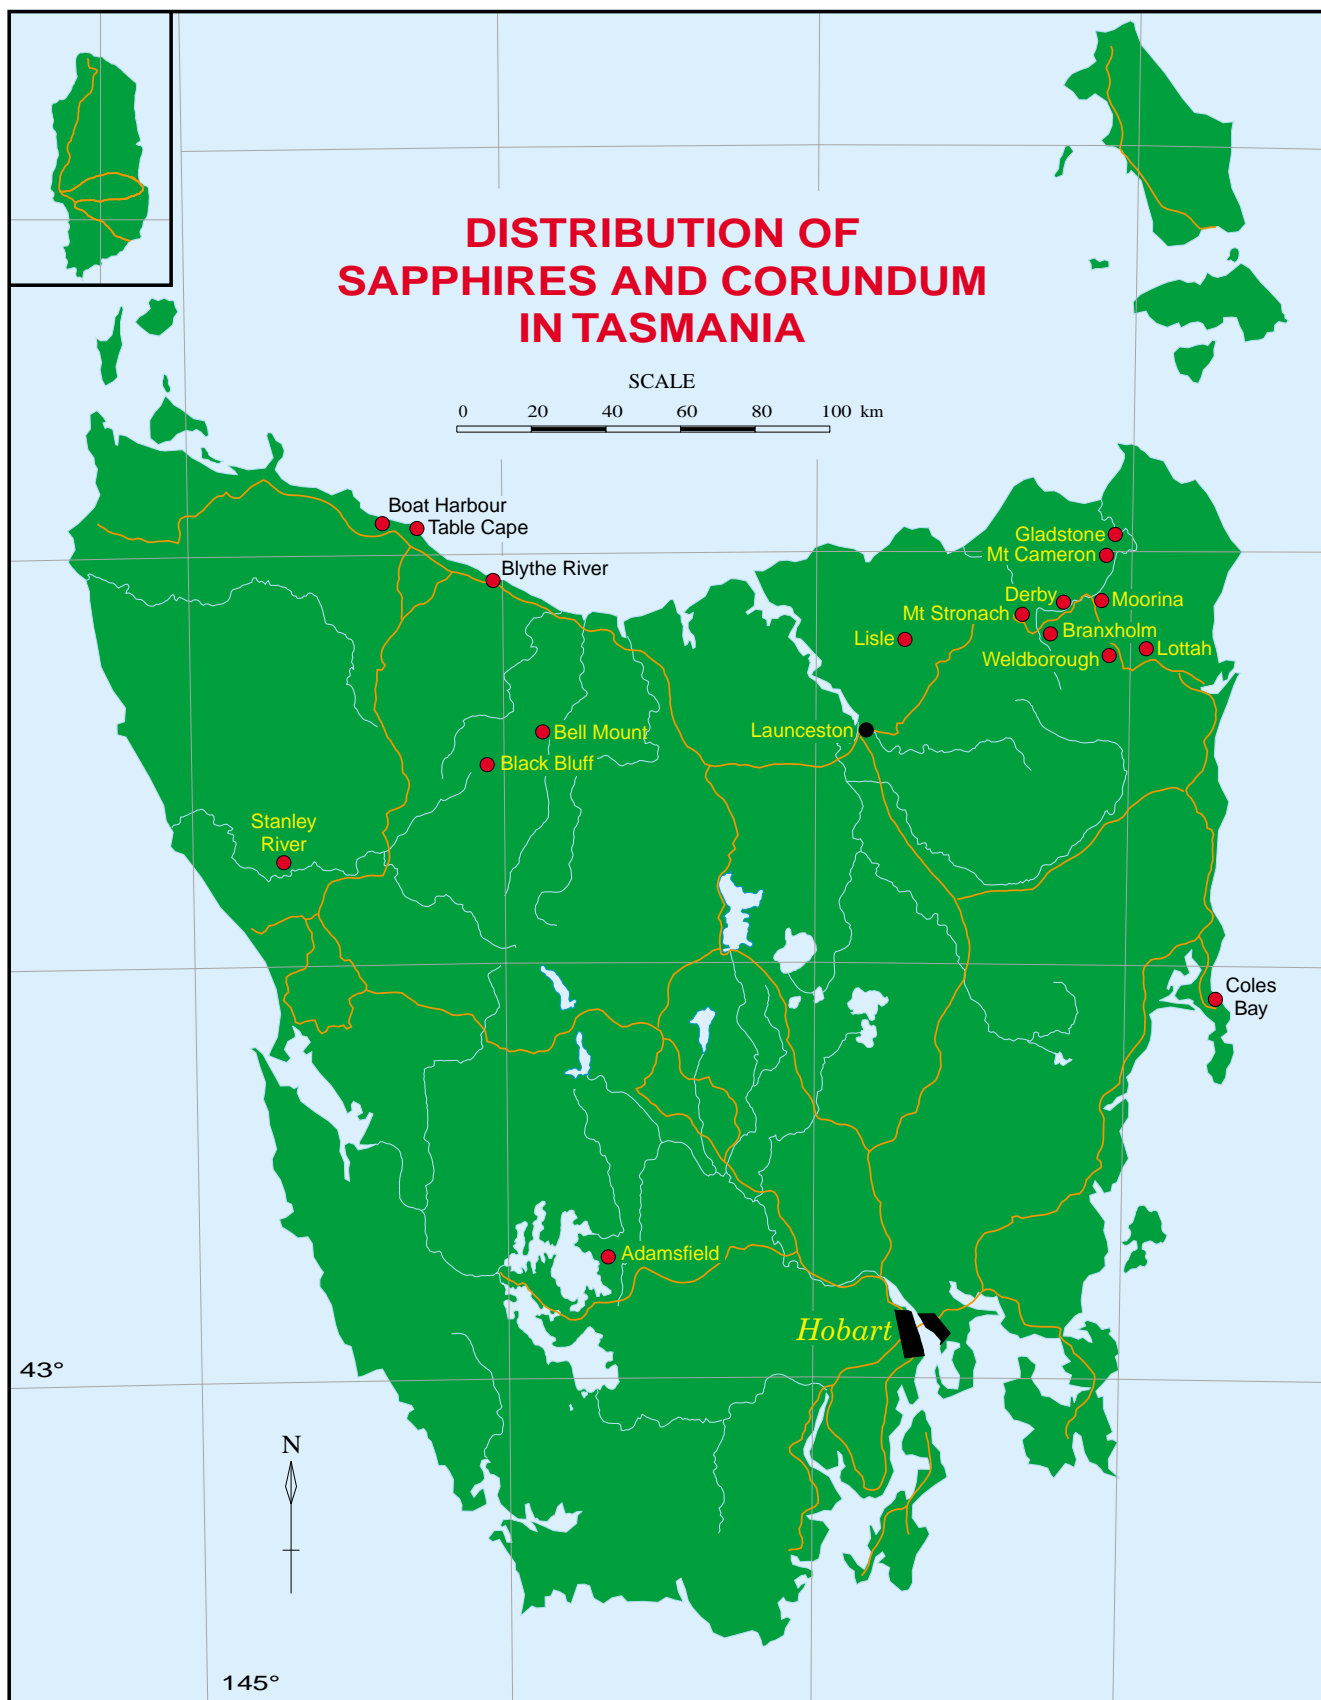 DISTRIBUTION OF
SAPPHIRES AND CORUNDUM
IN TASMANIA
SCALE
0 20 40 60 80 100 km
Boat Harbour
Table Cape
Blythe River
Gladstone
Mt Cameron
Derby
Moorina
Mt Stronach
Branxholm
Lisle
Lottah
Weldborough
Launceston
Bell Mount
Black Bluff
Stanley
River
Coles
Bay
Adamsfield
Hobart
43°
N
145°